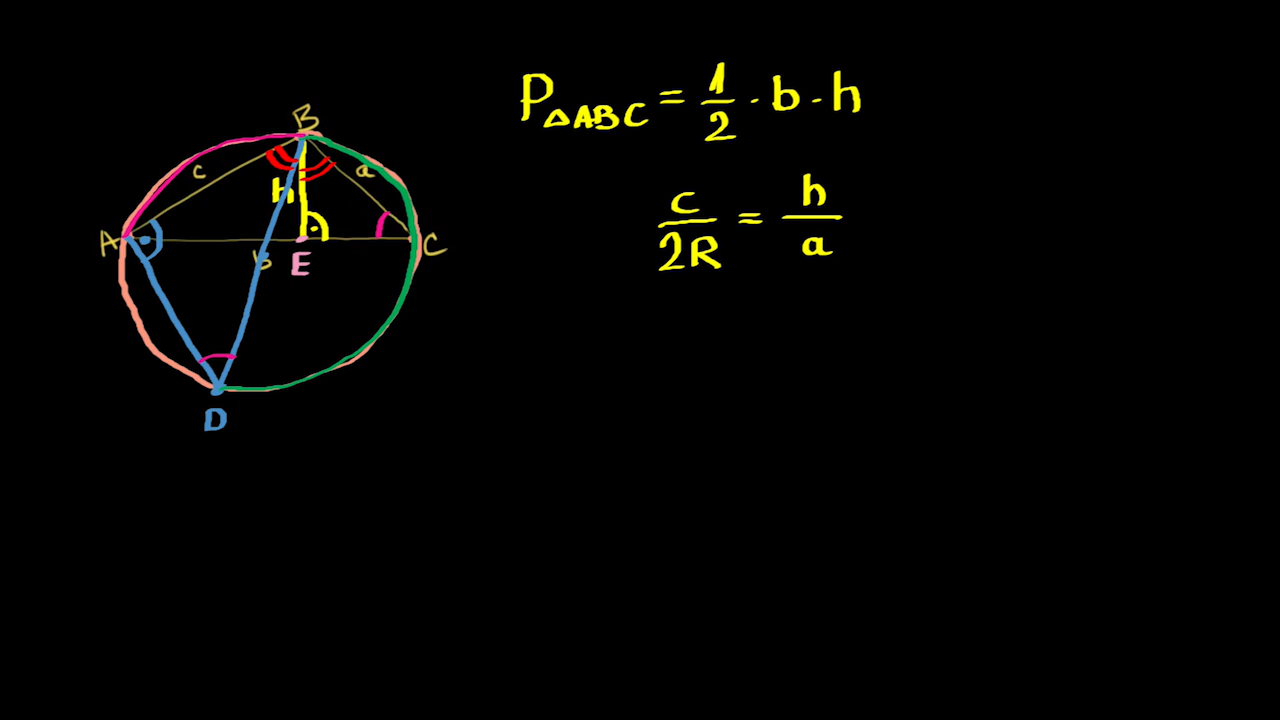 P△ABC = 1/2 · b · h
c/2R = h/a
B
c
a
h
A
b
E
C
D